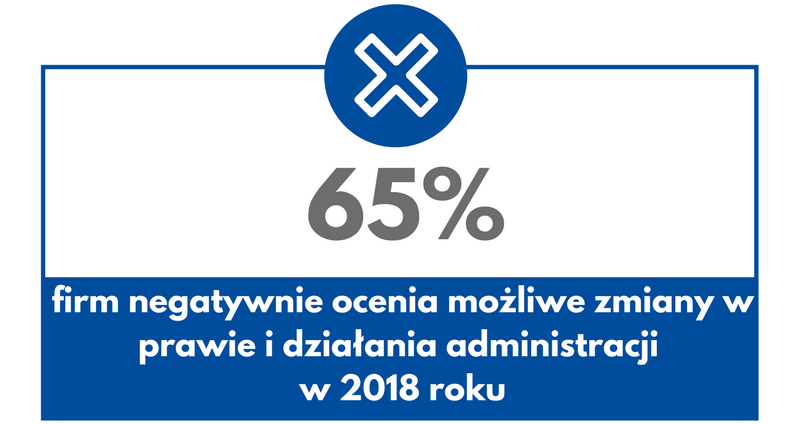 65%
firm negatywnie ocenia możliwe zmiany w
prawie i działania administracji
w 2018 roku